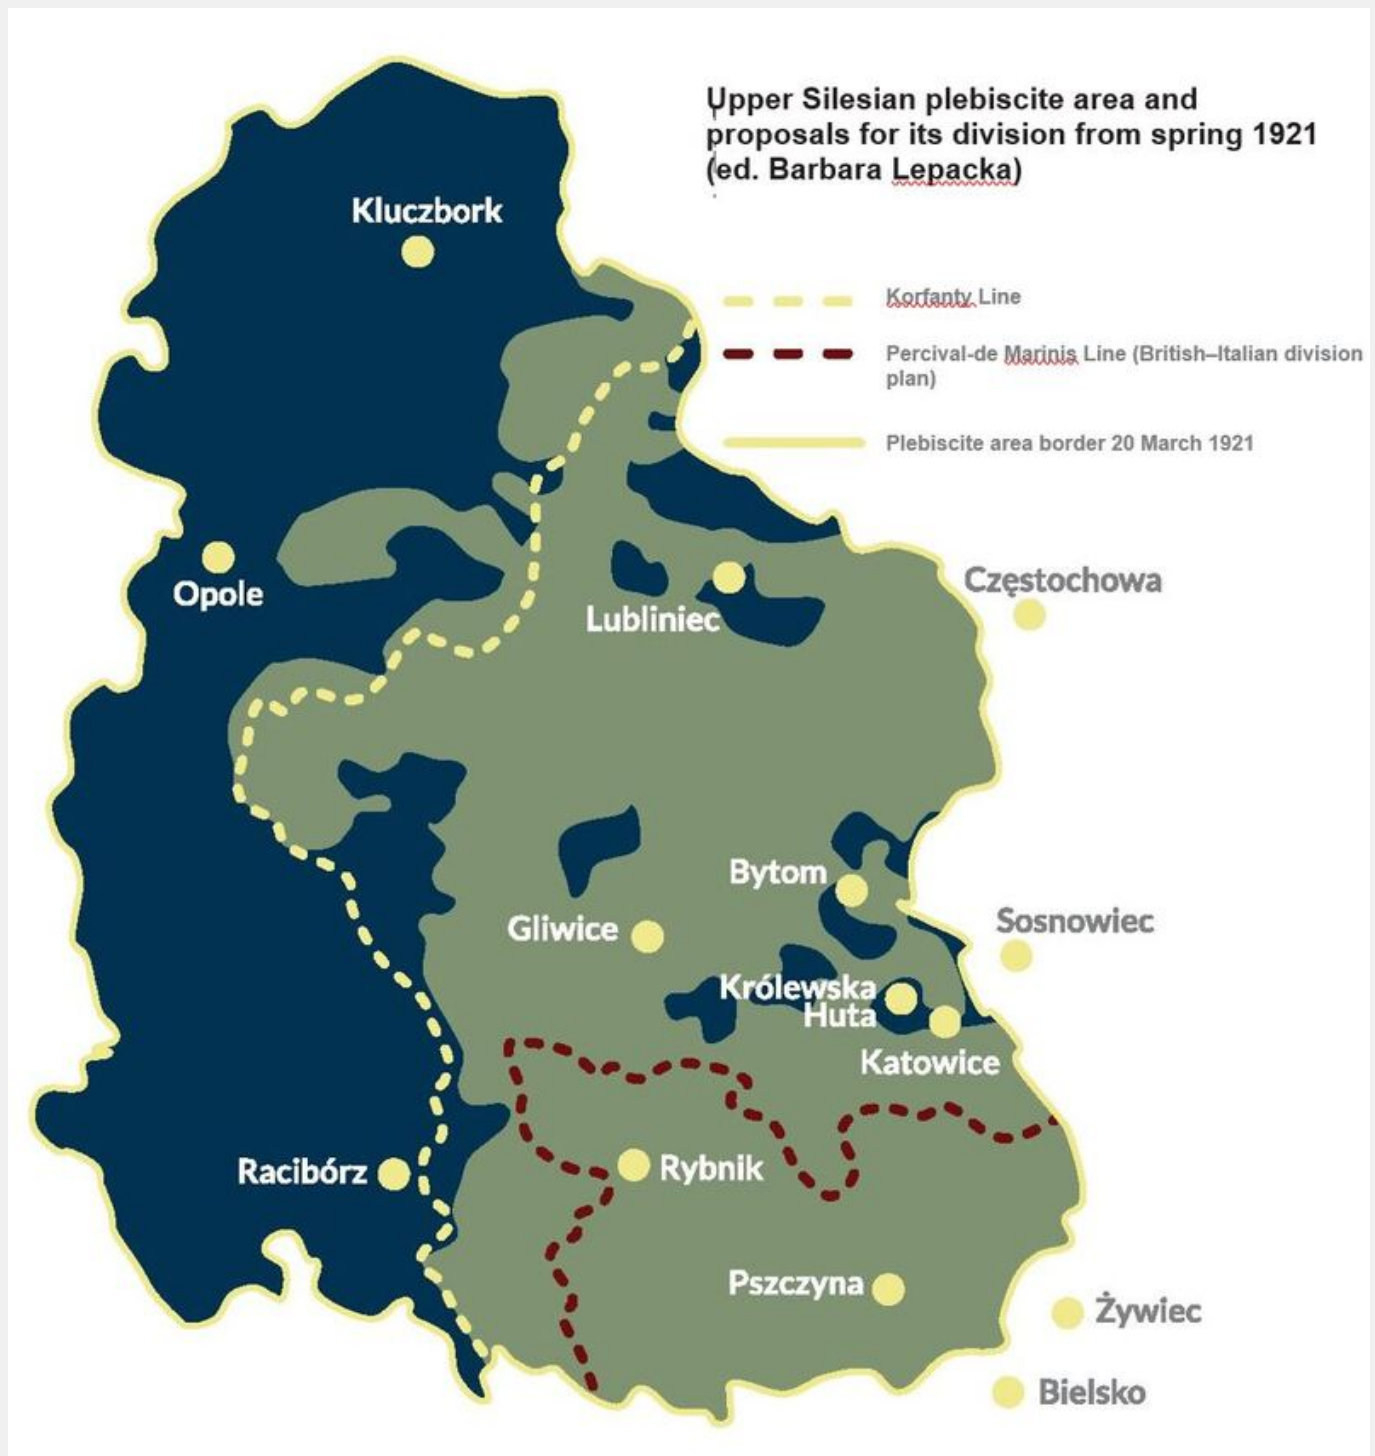 Upper Silesian plebiscite area and
proposals for its division from spring 1921
(ed. Barbara Lepacka)
Kluczbork
Korfanty Line
Percival-de Marinis Line (British–Italian division
plan)
Plebiscite area border 20 March 1921
Opole
Częstochowa
Lubliniec
Bytom
Sosnowiec
Gliwice
Królewska
Huta
Katowice
Racibórz
Rybnik
Pszczyna
Żywiec
Bielsko